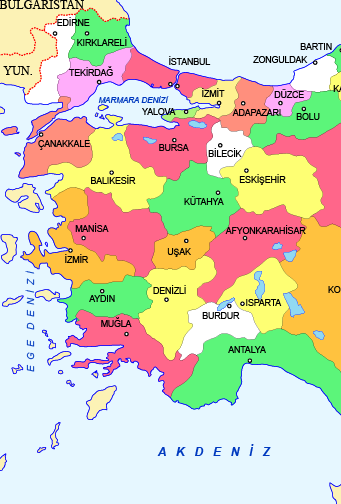 BULGARISTAN
EDİRNE
KIRKLARELİ
BARTIN
İSTANBUL
ZONGULDAK
YUN.
TEKİRDAĞ
KA
MARMARA DENİZİ
İZMİT
DÜZCE
YALOVA
ADAPAZARI
BOLU
ÇANAKKALE
BURSA
BİLECİK
BALIKESİR
ESKİŞEHİR
KÜTAHYA
MANİSA
AFYONKARAHİSAR
UŞAK
İZMİR
EGE DENİZİ
AYDIN
DENİZLİ
KO
ISPARTA
BURDUR
MUĞLA
ANTALYA
AKDENİZ